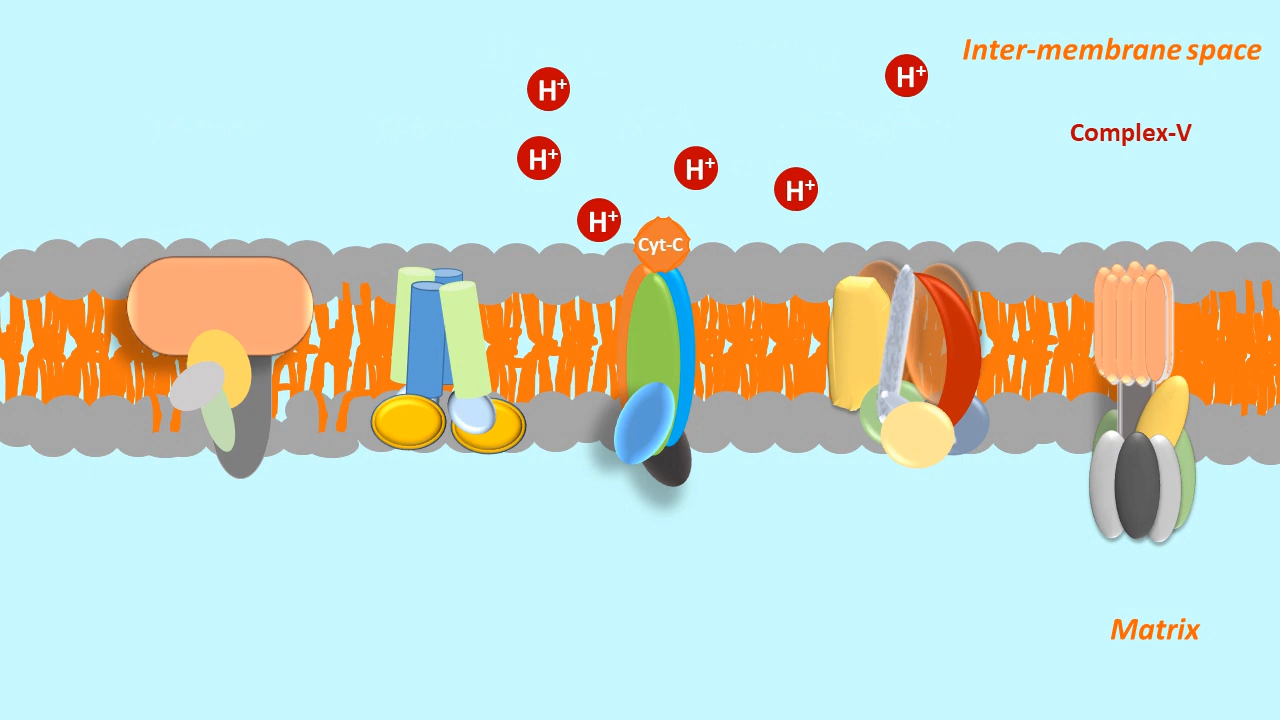 Inter-membrane space
H⁺
H⁺
Complex-V
H⁺
H⁺
H⁺
H⁺
Cyt-C
Matrix